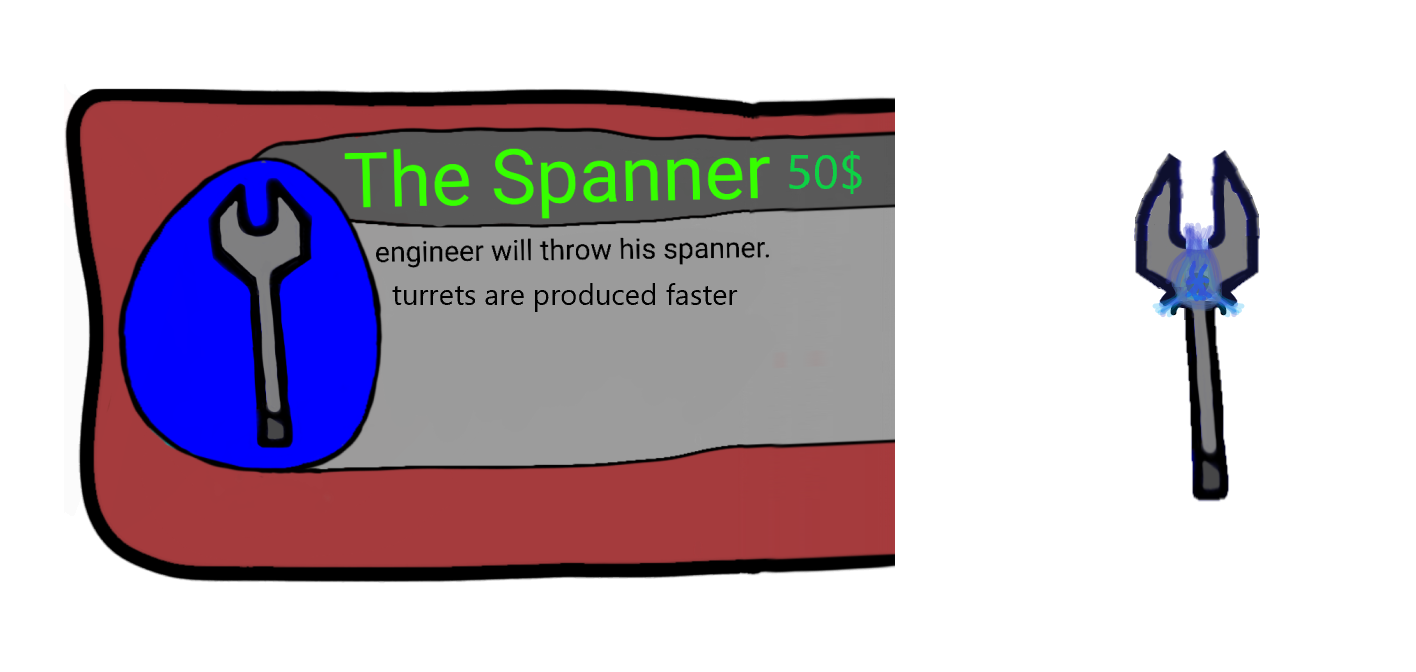 The Spanner 50$
engineer will throw his spanner.
turrets are produced faster